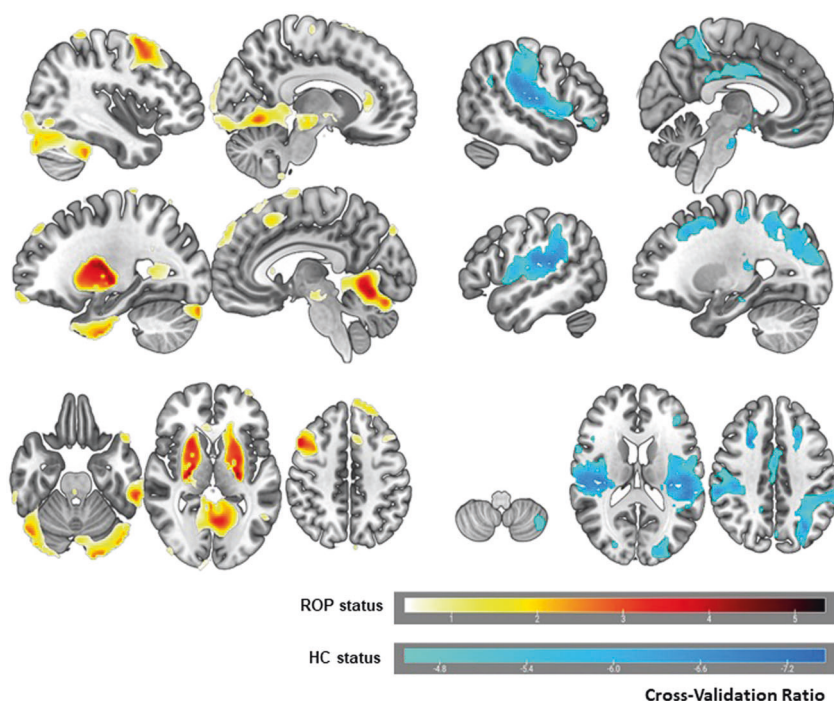 ROP status
1 2 3 4 5
HC status
-4.8 -5.4 -6.0 -6.6 -7.2
Cross-Validation Ratio